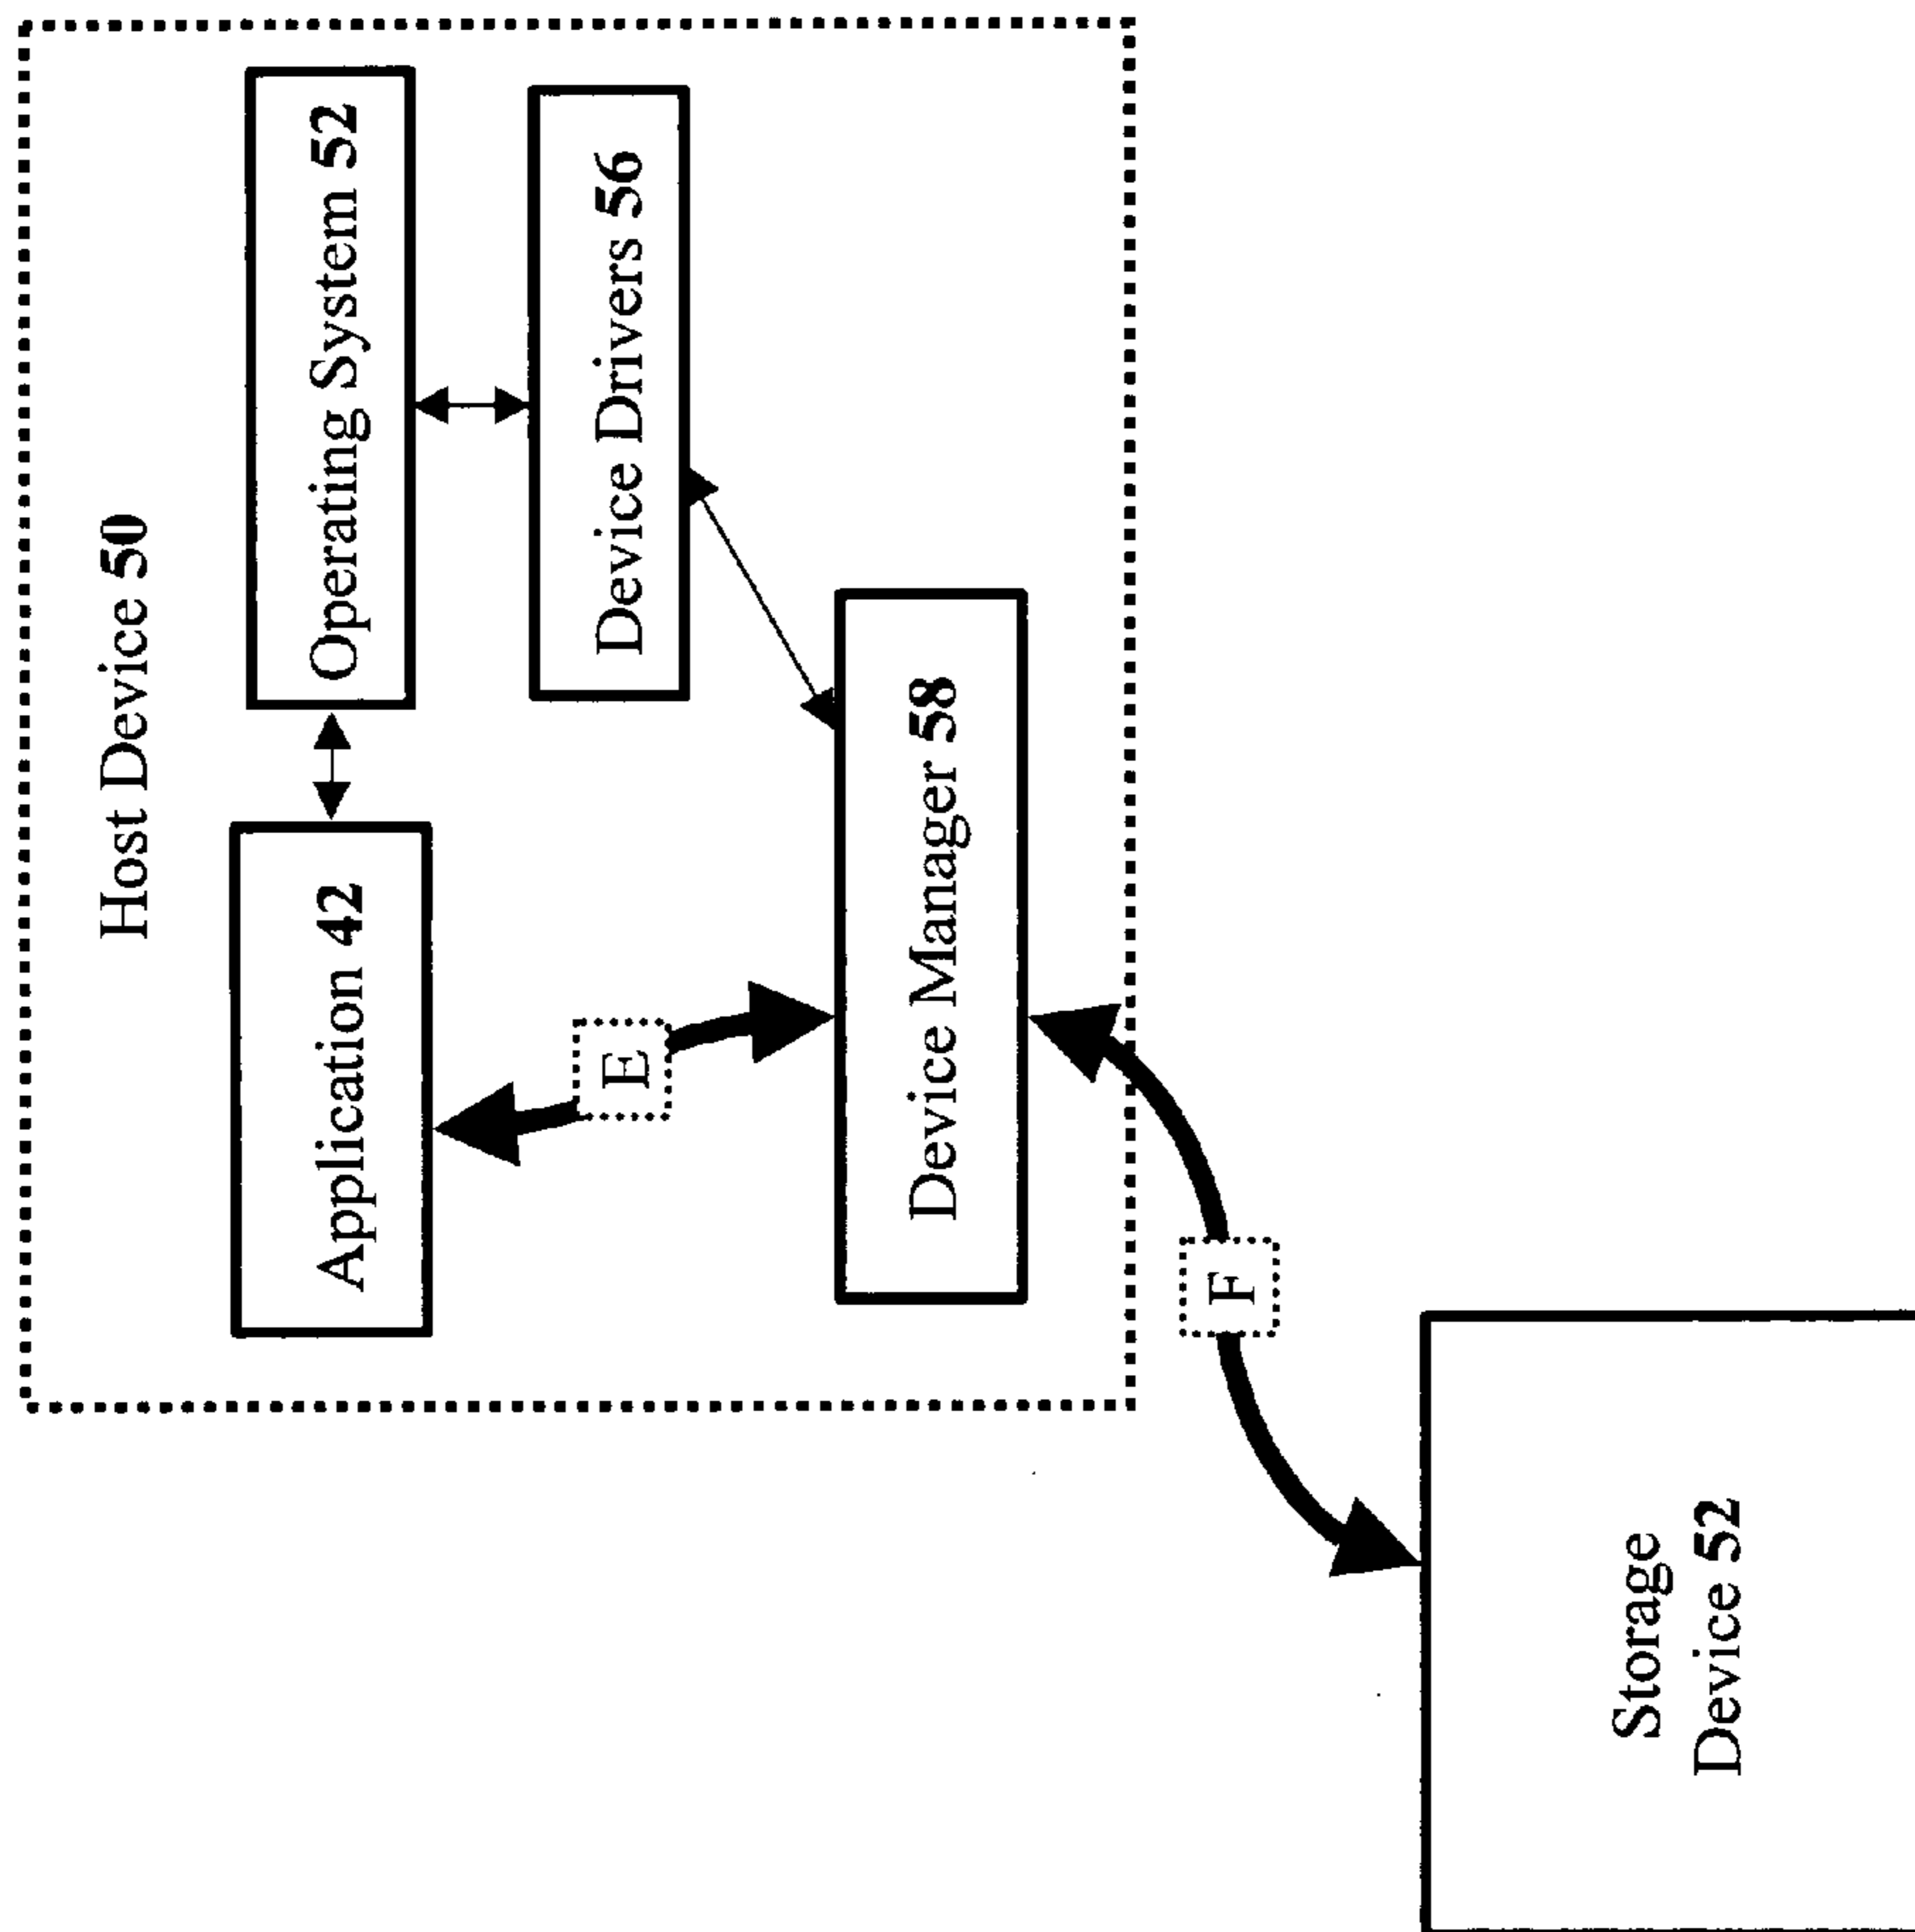 Host Device 50
Application 42
Operating System 52
E
Device Drivers 56
Device Manager 58
F
Storage
Device 52